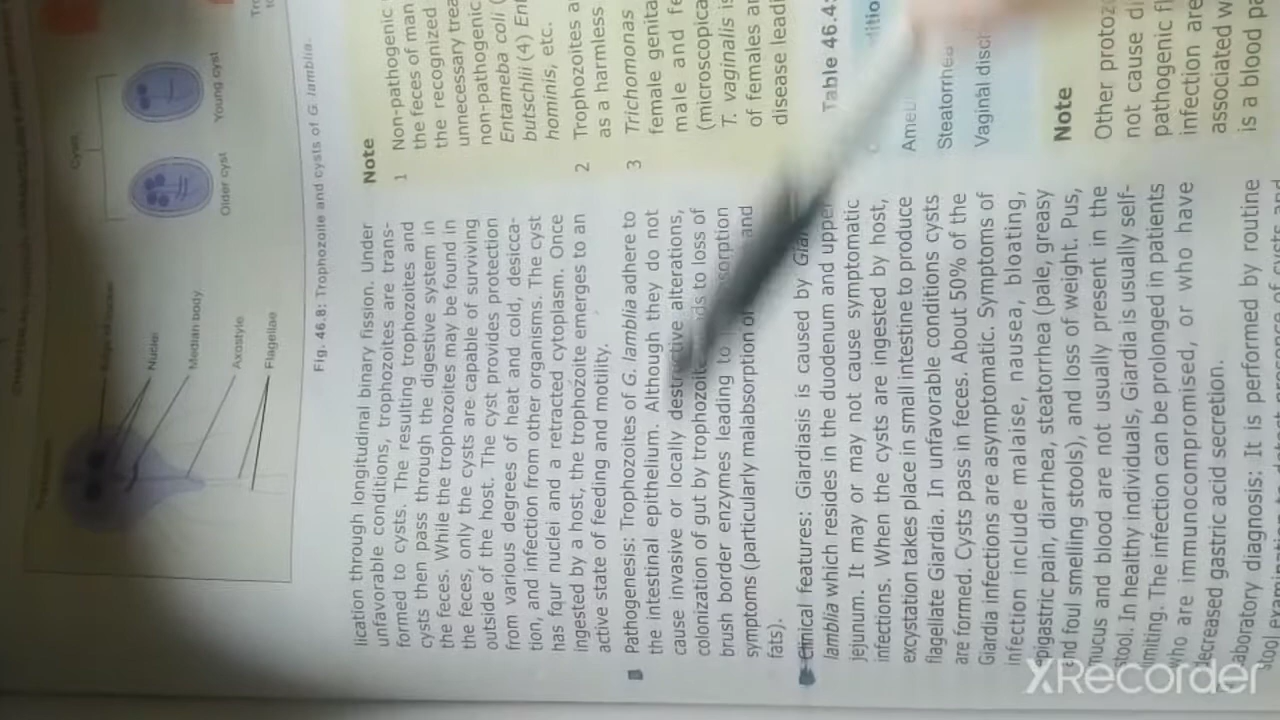 Cysts
Older cyst
Young cyst
Nuclei
Median body
Axostyle
Flagellae
Fig. 46.8: Trophozoite and cysts of G. lamblia.
lication through longitudinal binary fission. Under
unfavorable conditions, trophozoites are trans-
formed to cysts. The resulting trophozoites and
cysts then pass through the digestive system in
the feces. While the trophozoites may be found in
the feces, only the cysts are capable of surviving
outside of the host. The cyst provides protection
from various degrees of heat and cold, desicca-
tion, and infection from other organisms. The cyst
has four nuclei and a retracted cytoplasm. Once
ingested by a host, the trophozoite emerges to an
active state of feeding and motility.
Pathogenesis: Trophozoites of G. lamblia adhere to
the intestinal epithelium. Although they do not
cause invasive or locally destructive alterations,
colonization of gut by trophozoit to loss of
brush border enzymes leading to
symptoms (particularly malabsorption of and
fats).
Clinical features: Giardiasis is caused by
lamblia which resides in the duodenum and upper
jejunum. It may or may not cause symptomatic
infections. When the cysts are ingested by host,
excystation takes place in small intestine to produce
flagellate Giardia. In unfavorable conditions cysts
are formed. Cysts pass in feces. About 50% of the
Giardia infections are asymptomatic. Symptoms of
infection include malaise, nausea, bloating,
epigastric pain, diarrhea, steatorrhea (pale, greasy
and foul smelling stools), and loss of weight. Pus,
mucus and blood are not usually present in the
stool. In healthy individuals, Giardia is usually self-
limiting. The infection can be prolonged in patients
who are immunocompromised, or who have
decreased gastric acid secretion.
Laboratory diagnosis: It is performed by routine
stool
Note
1 Non-pathogenic
the feces of man
the recognized
unnecessary trea
non-pathogenic
Entameba coli (
butschlii (4) En
hominis, etc.
2 Trophozoites a
as a harmless
3 Trichomonas
female genita
male and fe
(microscopica
T. vaginalis is
of females an
disease leadi
Table 46.4:
ditio
Steatorrhe
Vaginal disch
Note
Other protozo
not cause di
pathogenic fl
infection are
associated w
is a blood pa
XRecorder